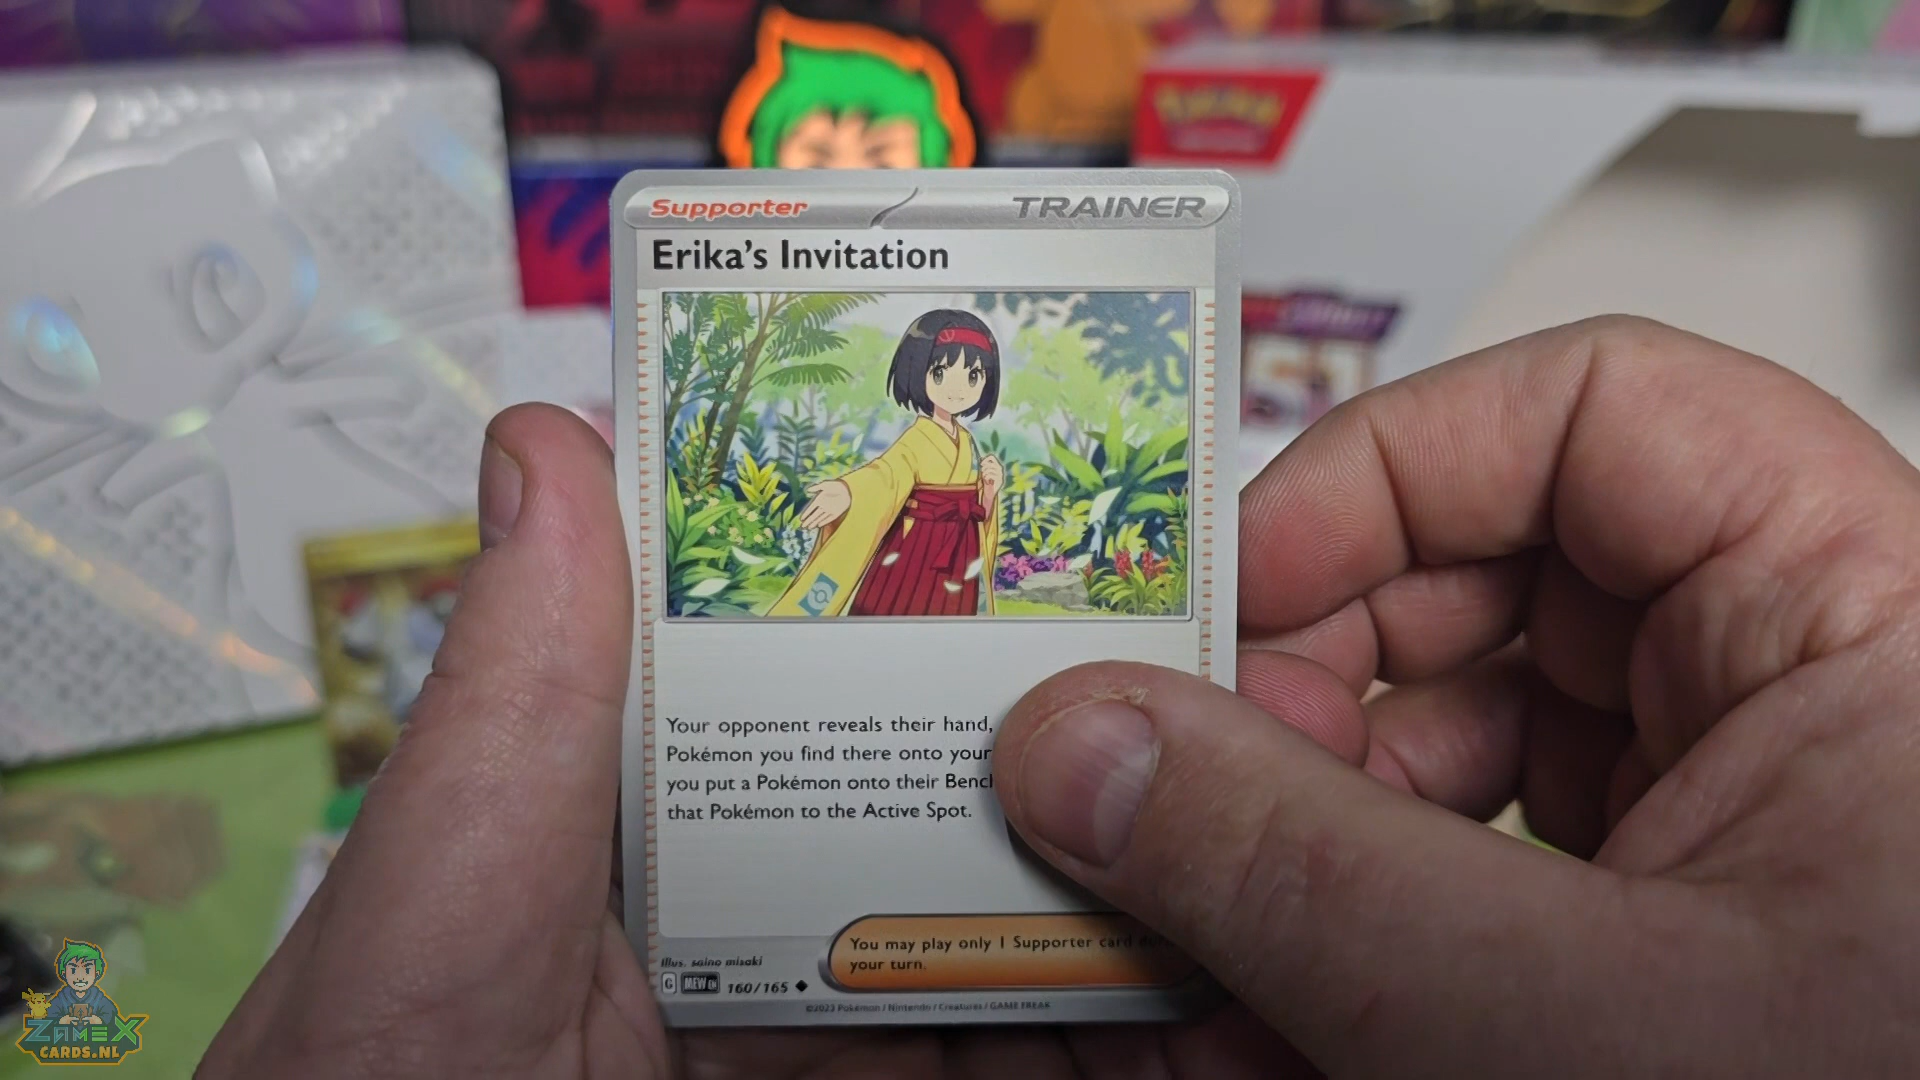 Supporter
TRAINER
Erika's Invitation
Your opponent reveals their hand,
Pokémon you find there onto your
you put a Pokémon onto their Bench
that Pokémon to the Active Spot.
You may play only 1 Supporter card
your turn.
Illus. saino misaki
G MEW EN 160/165
©2023 Pokémon / Nintendo / Creatures / GAME FREAK
ZAMEX
CARDS.NL